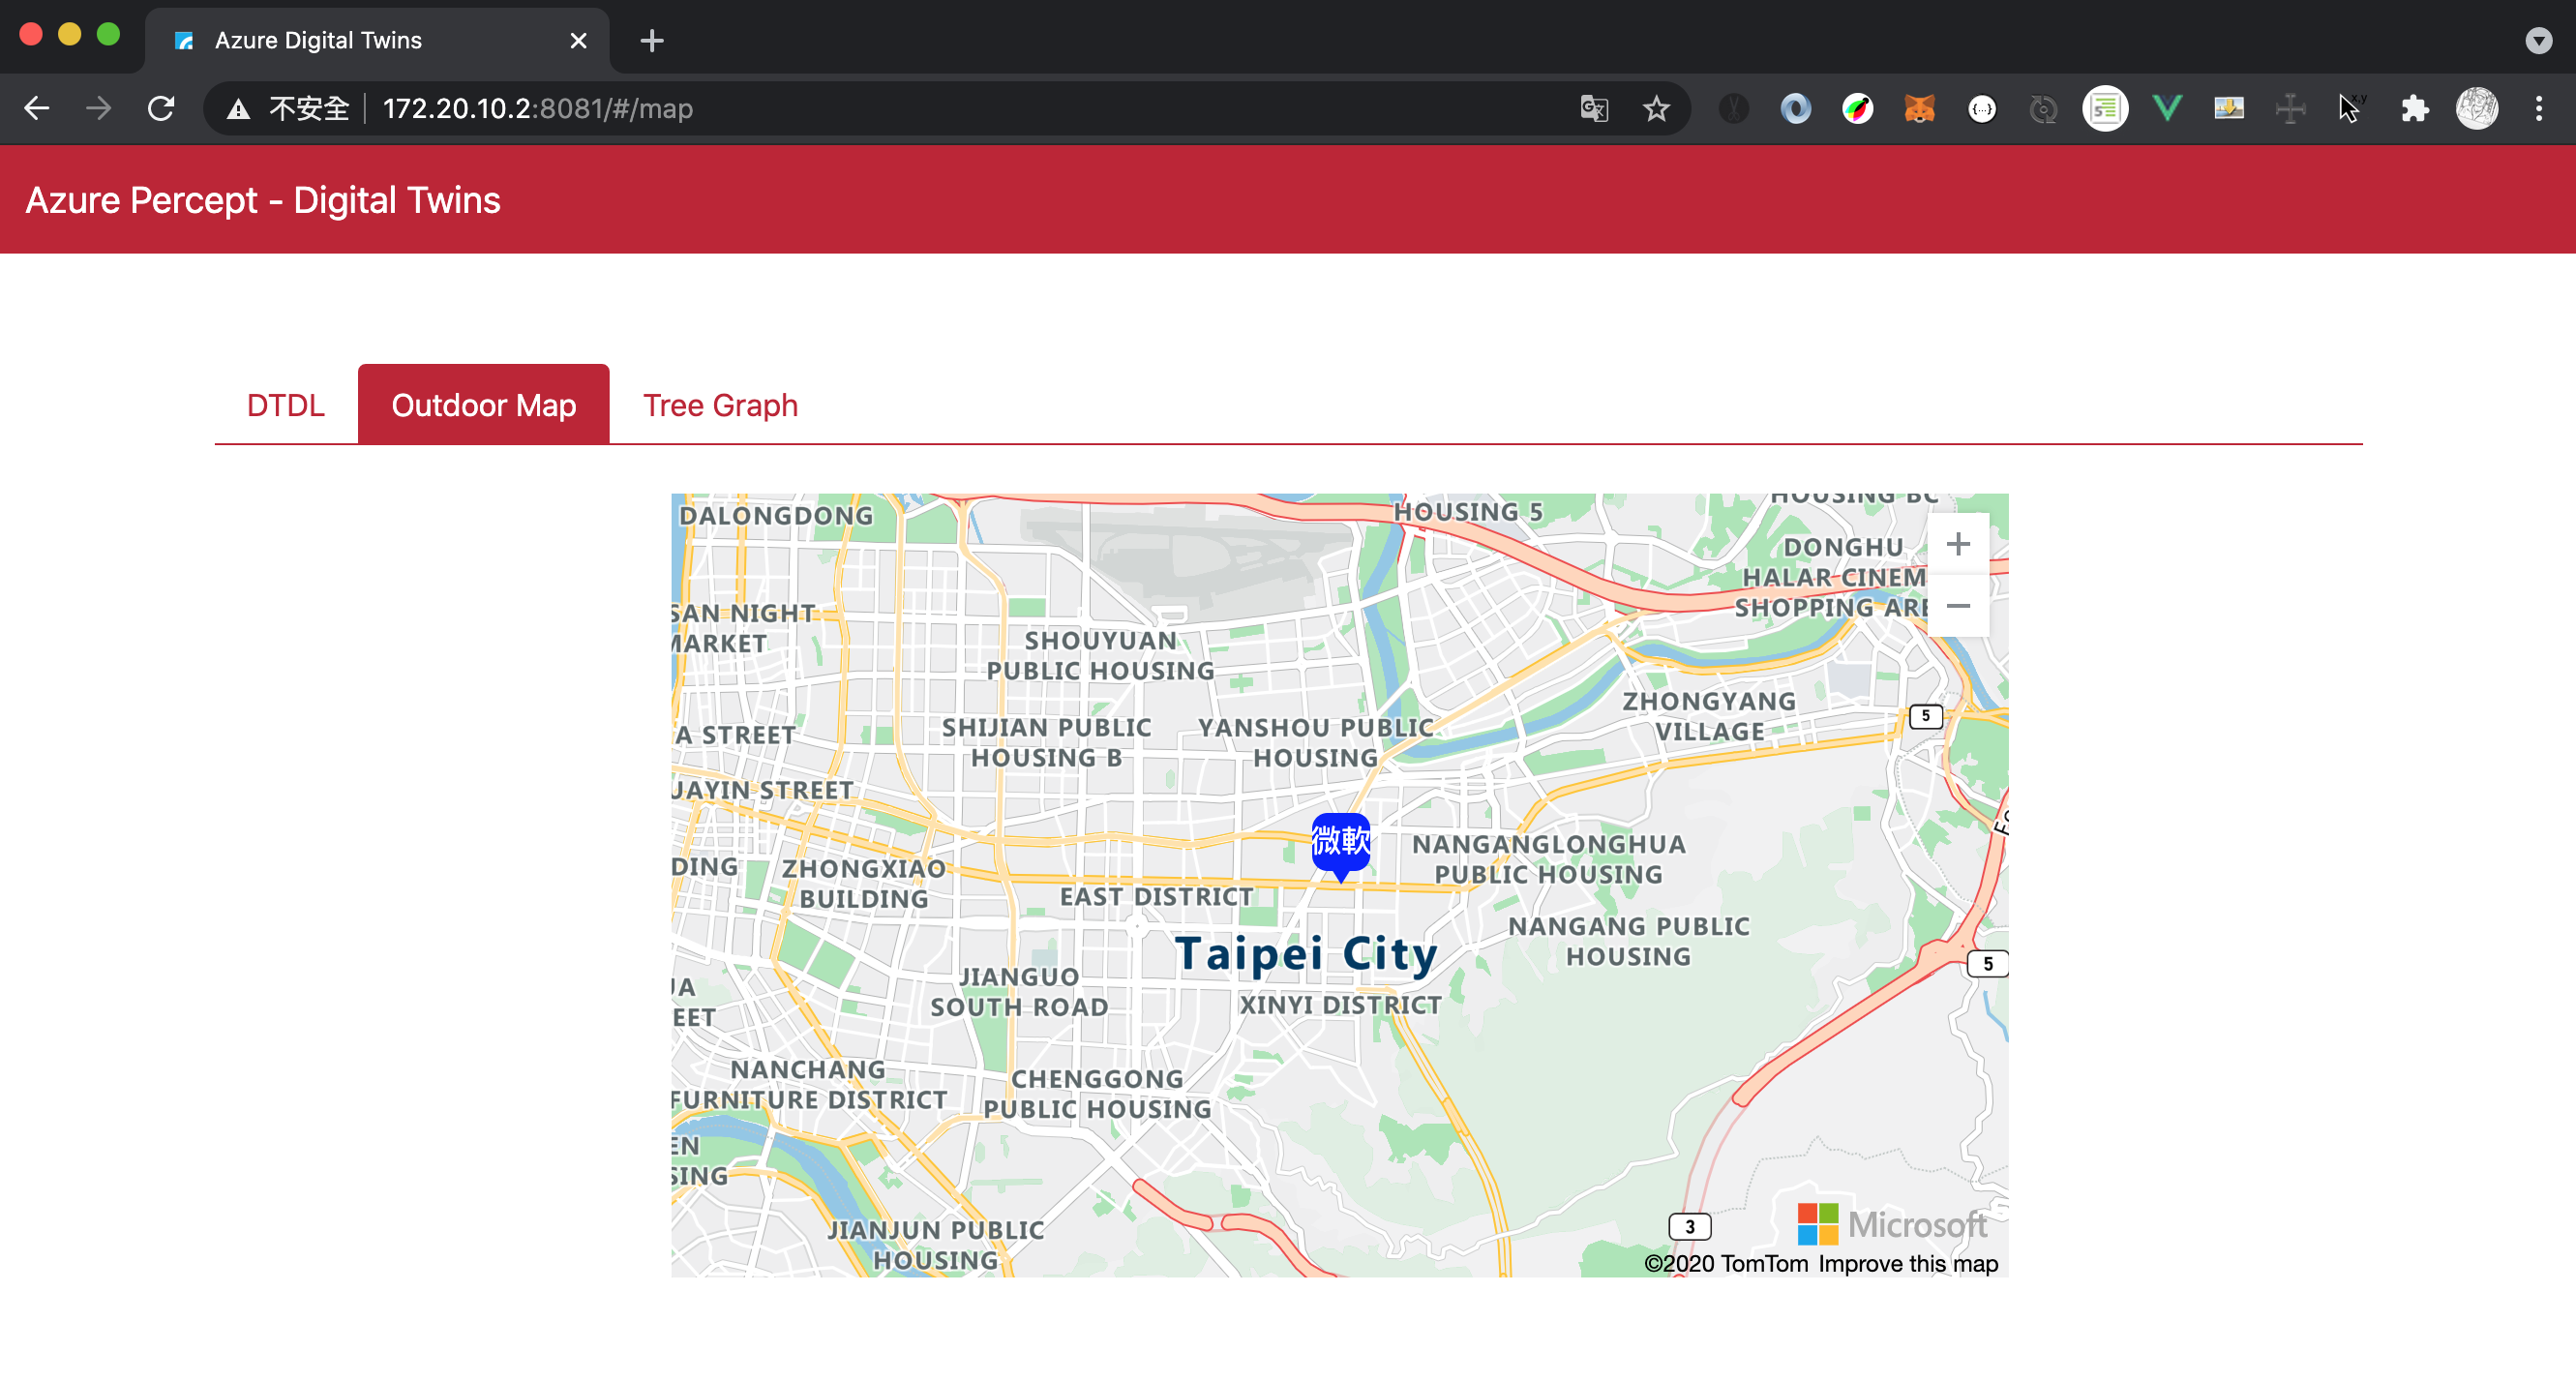 Azure Digital Twins
不安全
172.20.10.2:8081/#/map
Azure Percept - Digital Twins
DTDL
Outdoor Map
Tree Graph
DALONGDONG
HOUSING 5
HOUSING BC
DONGHU
HALAR CINEM
SHOPPING ARE
SAN NIGHT
MARKET
SHOUYUAN
PUBLIC HOUSING
ZHONGYANG
VILLAGE
5
A STREET
SHIJIAN PUBLIC
HOUSING B
YANSHOU PUBLIC
HOUSING
UAYIN STREET
微軟
NANGANGLONGHUA
PUBLIC HOUSING
DING
ZHONGXIAO
BUILDING
EAST DISTRICT
NANGANG PUBLIC
HOUSING
Taipei City
5
JIANGUO
SOUTH ROAD
XINYI DISTRICT
JA
EET
NANCHANG
FURNITURE DISTRICT
CHENGGONG
PUBLIC HOUSING
EN
SING
JIANJUN PUBLIC
HOUSING
3
Microsoft
©2020 TomTom Improve this map